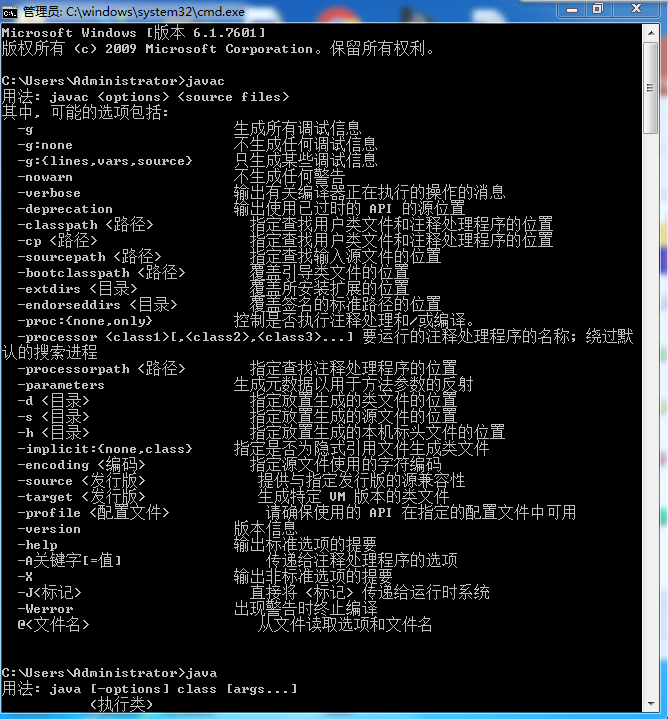 管理员: C:\windows\system32\cmd.exe
Microsoft Windows [版本 6.1.7601]
版权所有 (c) 2009 Microsoft Corporation。保留所有权利。
C:\Users\Administrator>javac
用法: javac <options> <source files>
其中, 可能的选项包括:
-g 生成所有调试信息
-g:none 不生成任何调试信息
-g:{lines,vars,source} 只生成某些调试信息
-nowarn 不生成任何警告
-verbose 输出有关编译器正在执行的操作的消息
-deprecation 输出使用已过时的 API 的源位置
-classpath <路径> 指定查找用户类文件和注释处理程序的位置
-cp <路径> 指定查找用户类文件和注释处理程序的位置
-sourcepath <路径> 指定查找输入源文件的位置
-bootclasspath <路径> 覆盖引导类文件的位置
-extdirs <目录> 覆盖所安装扩展的位置
-endorseddirs <目录> 覆盖签名的标准路径的位置
-proc:{none,only} 控制是否执行注释处理和/或编译。
-processor <class1>[,<class2>,<class3>...] 要运行的注释处理程序的名称; 绕过默
认的搜索进程
-processorpath <路径> 指定查找注释处理程序的位置
-parameters 生成元数据以用于方法参数的反射
-d <目录> 指定放置生成的类文件的位置
-s <目录> 指定放置生成的源文件的位置
-h <目录> 指定放置生成的本机标头文件的位置
-implicit:{none,class} 指定是否为隐式引用文件生成类文件
-encoding <编码> 指定源文件使用的字符编码
-source <发行版> 提供与指定发行版的源兼容性
-target <发行版> 生成特定 VM 版本的类文件
-profile <配置文件> 请确保使用的 API 在指定的配置文件中可用
-version 版本信息
-help 输出标准选项的提要
-A关键字[=值] 传递给注释处理程序的选项
-X 输出非标准选项的提要
-J<标记> 直接将 <标记> 传递给运行时系统
-Werror 出现警告时终止编译
@<文件名> 从文件读取选项和文件名
C:\Users\Administrator>java
用法: java [-options] class [args...]
(执行类)